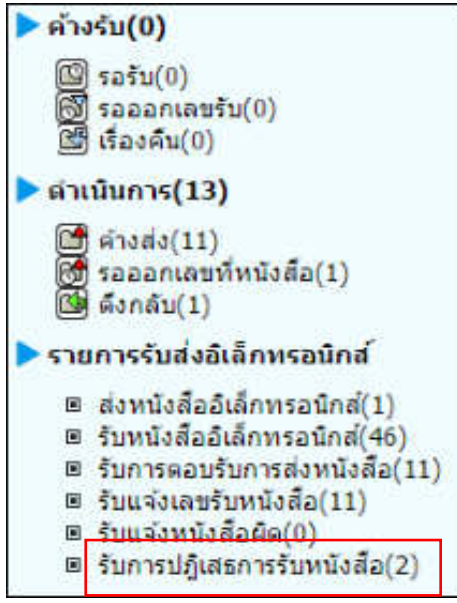 ค้างรับ(0)
รอรับ(0)
รอออกเลขรับ(0)
เรื่องคืน(0)
ดำเนินการ(13)
ค้างส่ง(11)
รอออกเลขที่หนังสือ(1)
ดึงกลับ(1)
รายการรับส่งอิเล็กทรอนิกส์
ส่งหนังสืออิเล็กทรอนิกส์(1)
รับหนังสืออิเล็กทรอนิกส์(46)
รับการตอบรับการส่งหนังสือ(11)
รับแจ้งเลขรับหนังสือ(11)
รับแจ้งหนังสือผิด(0)
รับการปฏิเสธการรับหนังสือ(2)